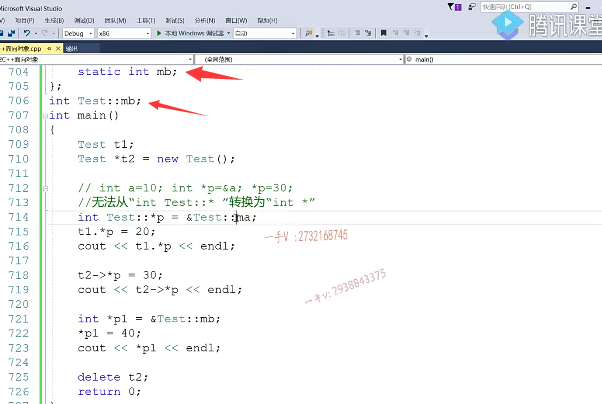 Microsoft Visual Studio
快速启动(Ctrl+Q)
腾讯课堂
项目(P) 生成(B) 调试(D) 团队(M) 工具(T) 测试(S) 分析(N) 窗口(W) 帮助(H)
Debug x86 本地 Windows 调试器 自动
++面向对象.cpp 输出
C++面向对象 (全局范围) main()
704 static int mb;
705 };
706 int Test::mb;
707 int main()
708 {
709 Test t1;
710 Test *t2 = new Test();
711
712 // int a=10; int *p=&a; *p=30;
713 //无法从“int Test::* ”转换为“int *”
714 int Test::*p = &Test::ma;
715 t1.*p = 20;
716 cout << t1.*p << endl;
一手V :2732168745
717
718 t2->*p = 30;
719 cout << t2->*p << endl;
一手v:2938843375
720
721 int *p1 = &Test::mb;
722 *p1 = 40;
723 cout << *p1 << endl;
724
725 delete t2;
726 return 0;